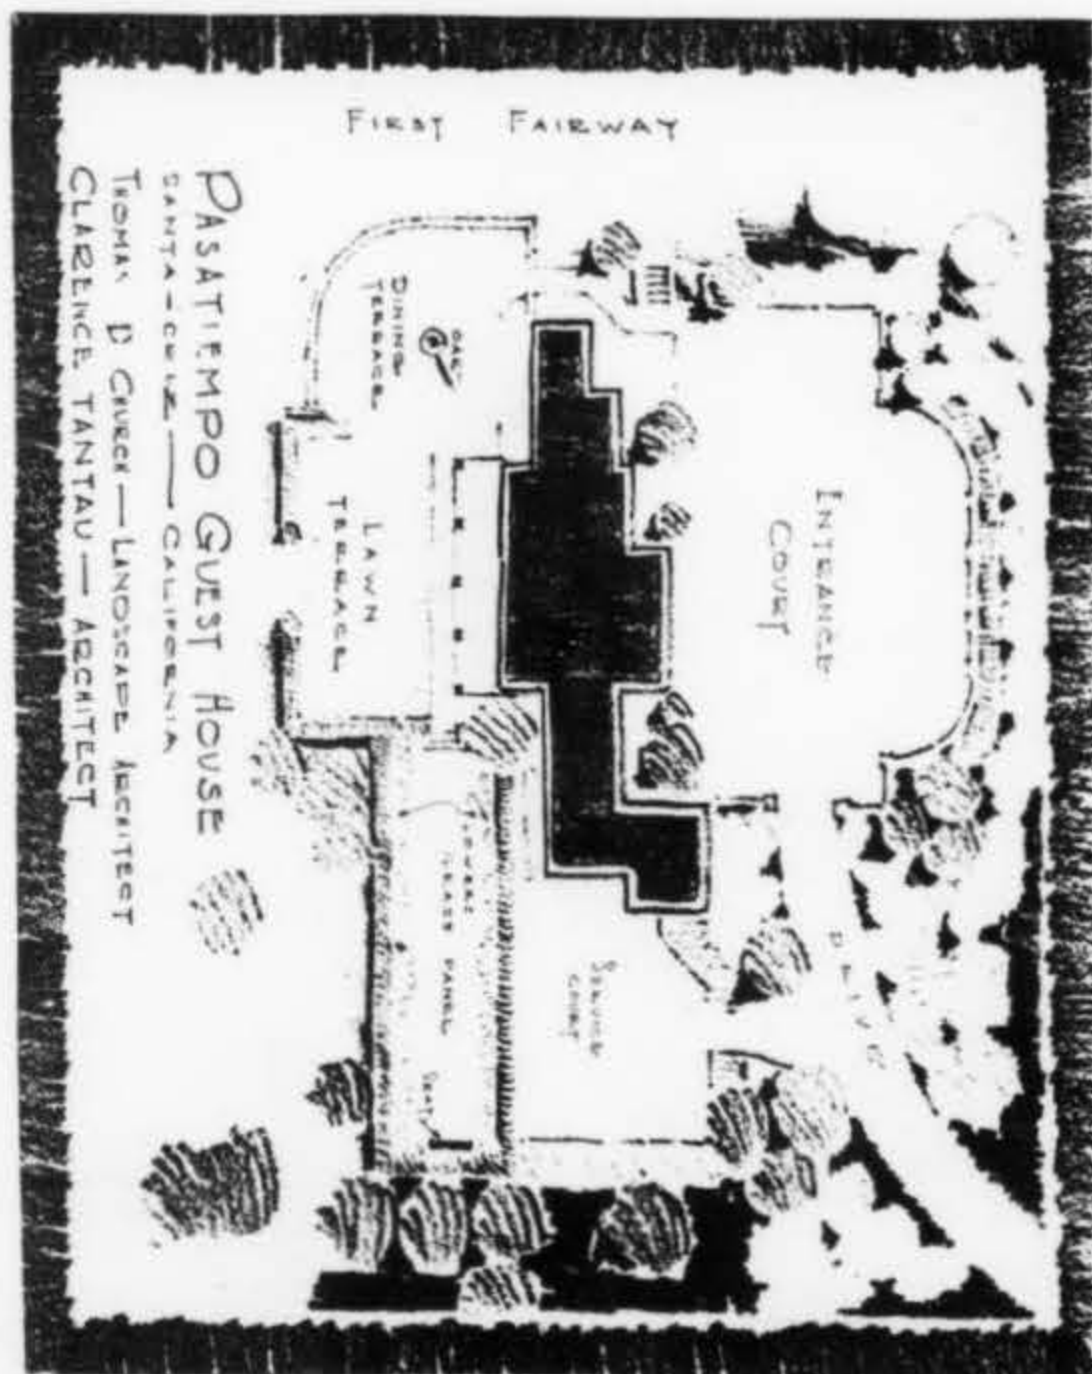 FIRST FAIRWAY
PASATIEMPO GUEST HOUSE
SANTA-CRUZ — CALIFORNIA
THOMAS D CHURCH — LANDSCAPE ARCHITECT
CLARENCE TANTAU — ARCHITECT
DINING
TERRACE
OAK
LAWN
TERRACE
ENTRANCE
COURT
FLOWERS
GRASS PANEL
SEAT
SERVICE
COURT
DRIVE